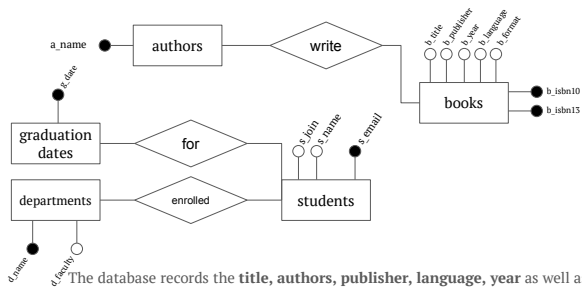 b_title
b_publisher
b_year
b_language
b_format
a_name
authors
write
books
b_isbn10
b_isbn13
g_date
graduation
dates
for
s_join
s_name
s_email
departments
enrolled
students
d_name
d_faculty
The database records the title, authors, publisher, language, year as well a